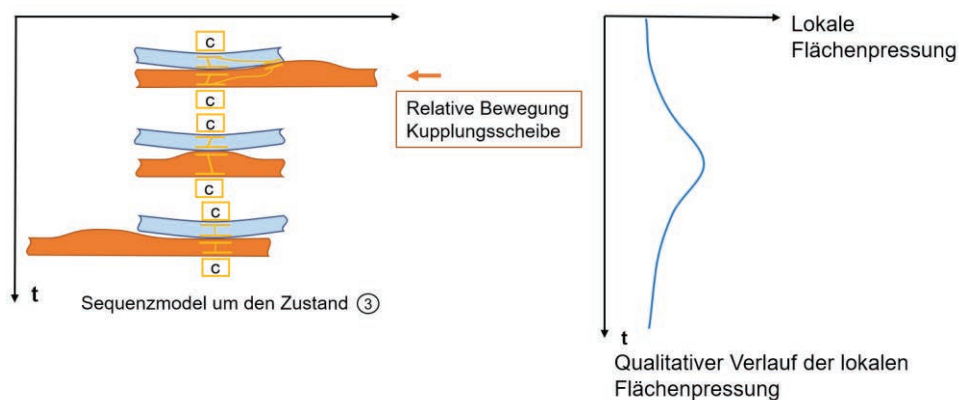 C
C
C
C
C
C
Relative Bewegung
Kupplungsscheibe
t
Sequenzmodel um den Zustand ③
Lokale
Flächenpressung
t
Qualitativer Verlauf der lokalen
Flächenpressung